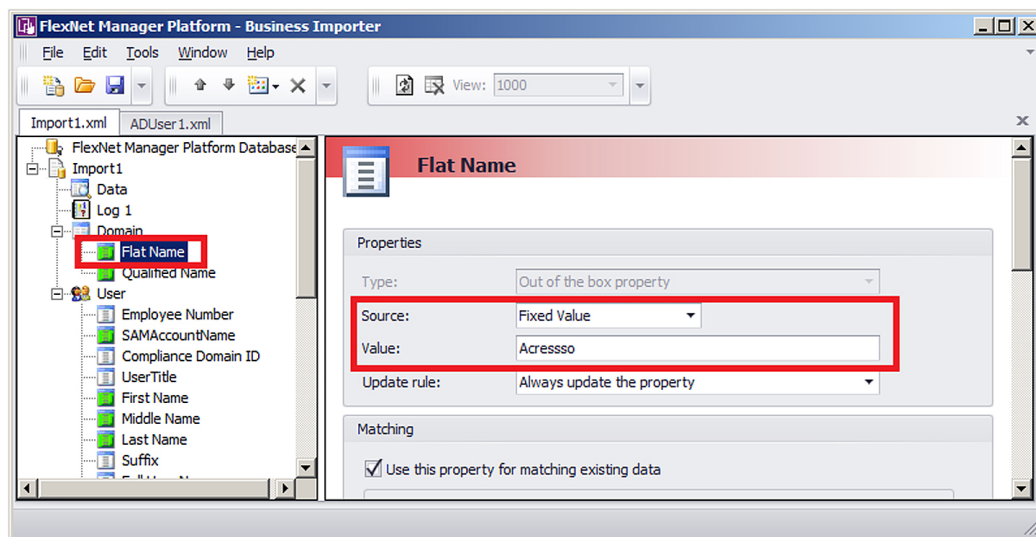 FlexNet Manager Platform - Business Importer
File Edit Tools Window Help
View: 1000
Import1.xml ADUser1.xml
FlexNet Manager Platform Database
Import1
Data
Log 1
Domain
Flat Name
Qualified Name
User
Employee Number
SAMAccountName
Compliance Domain ID
UserTitle
First Name
Middle Name
Last Name
Suffix
Flat Name
Properties
Type: Out of the box property
Source: Fixed Value
Value: Acressso
Update rule: Always update the property
Matching
Use this property for matching existing data